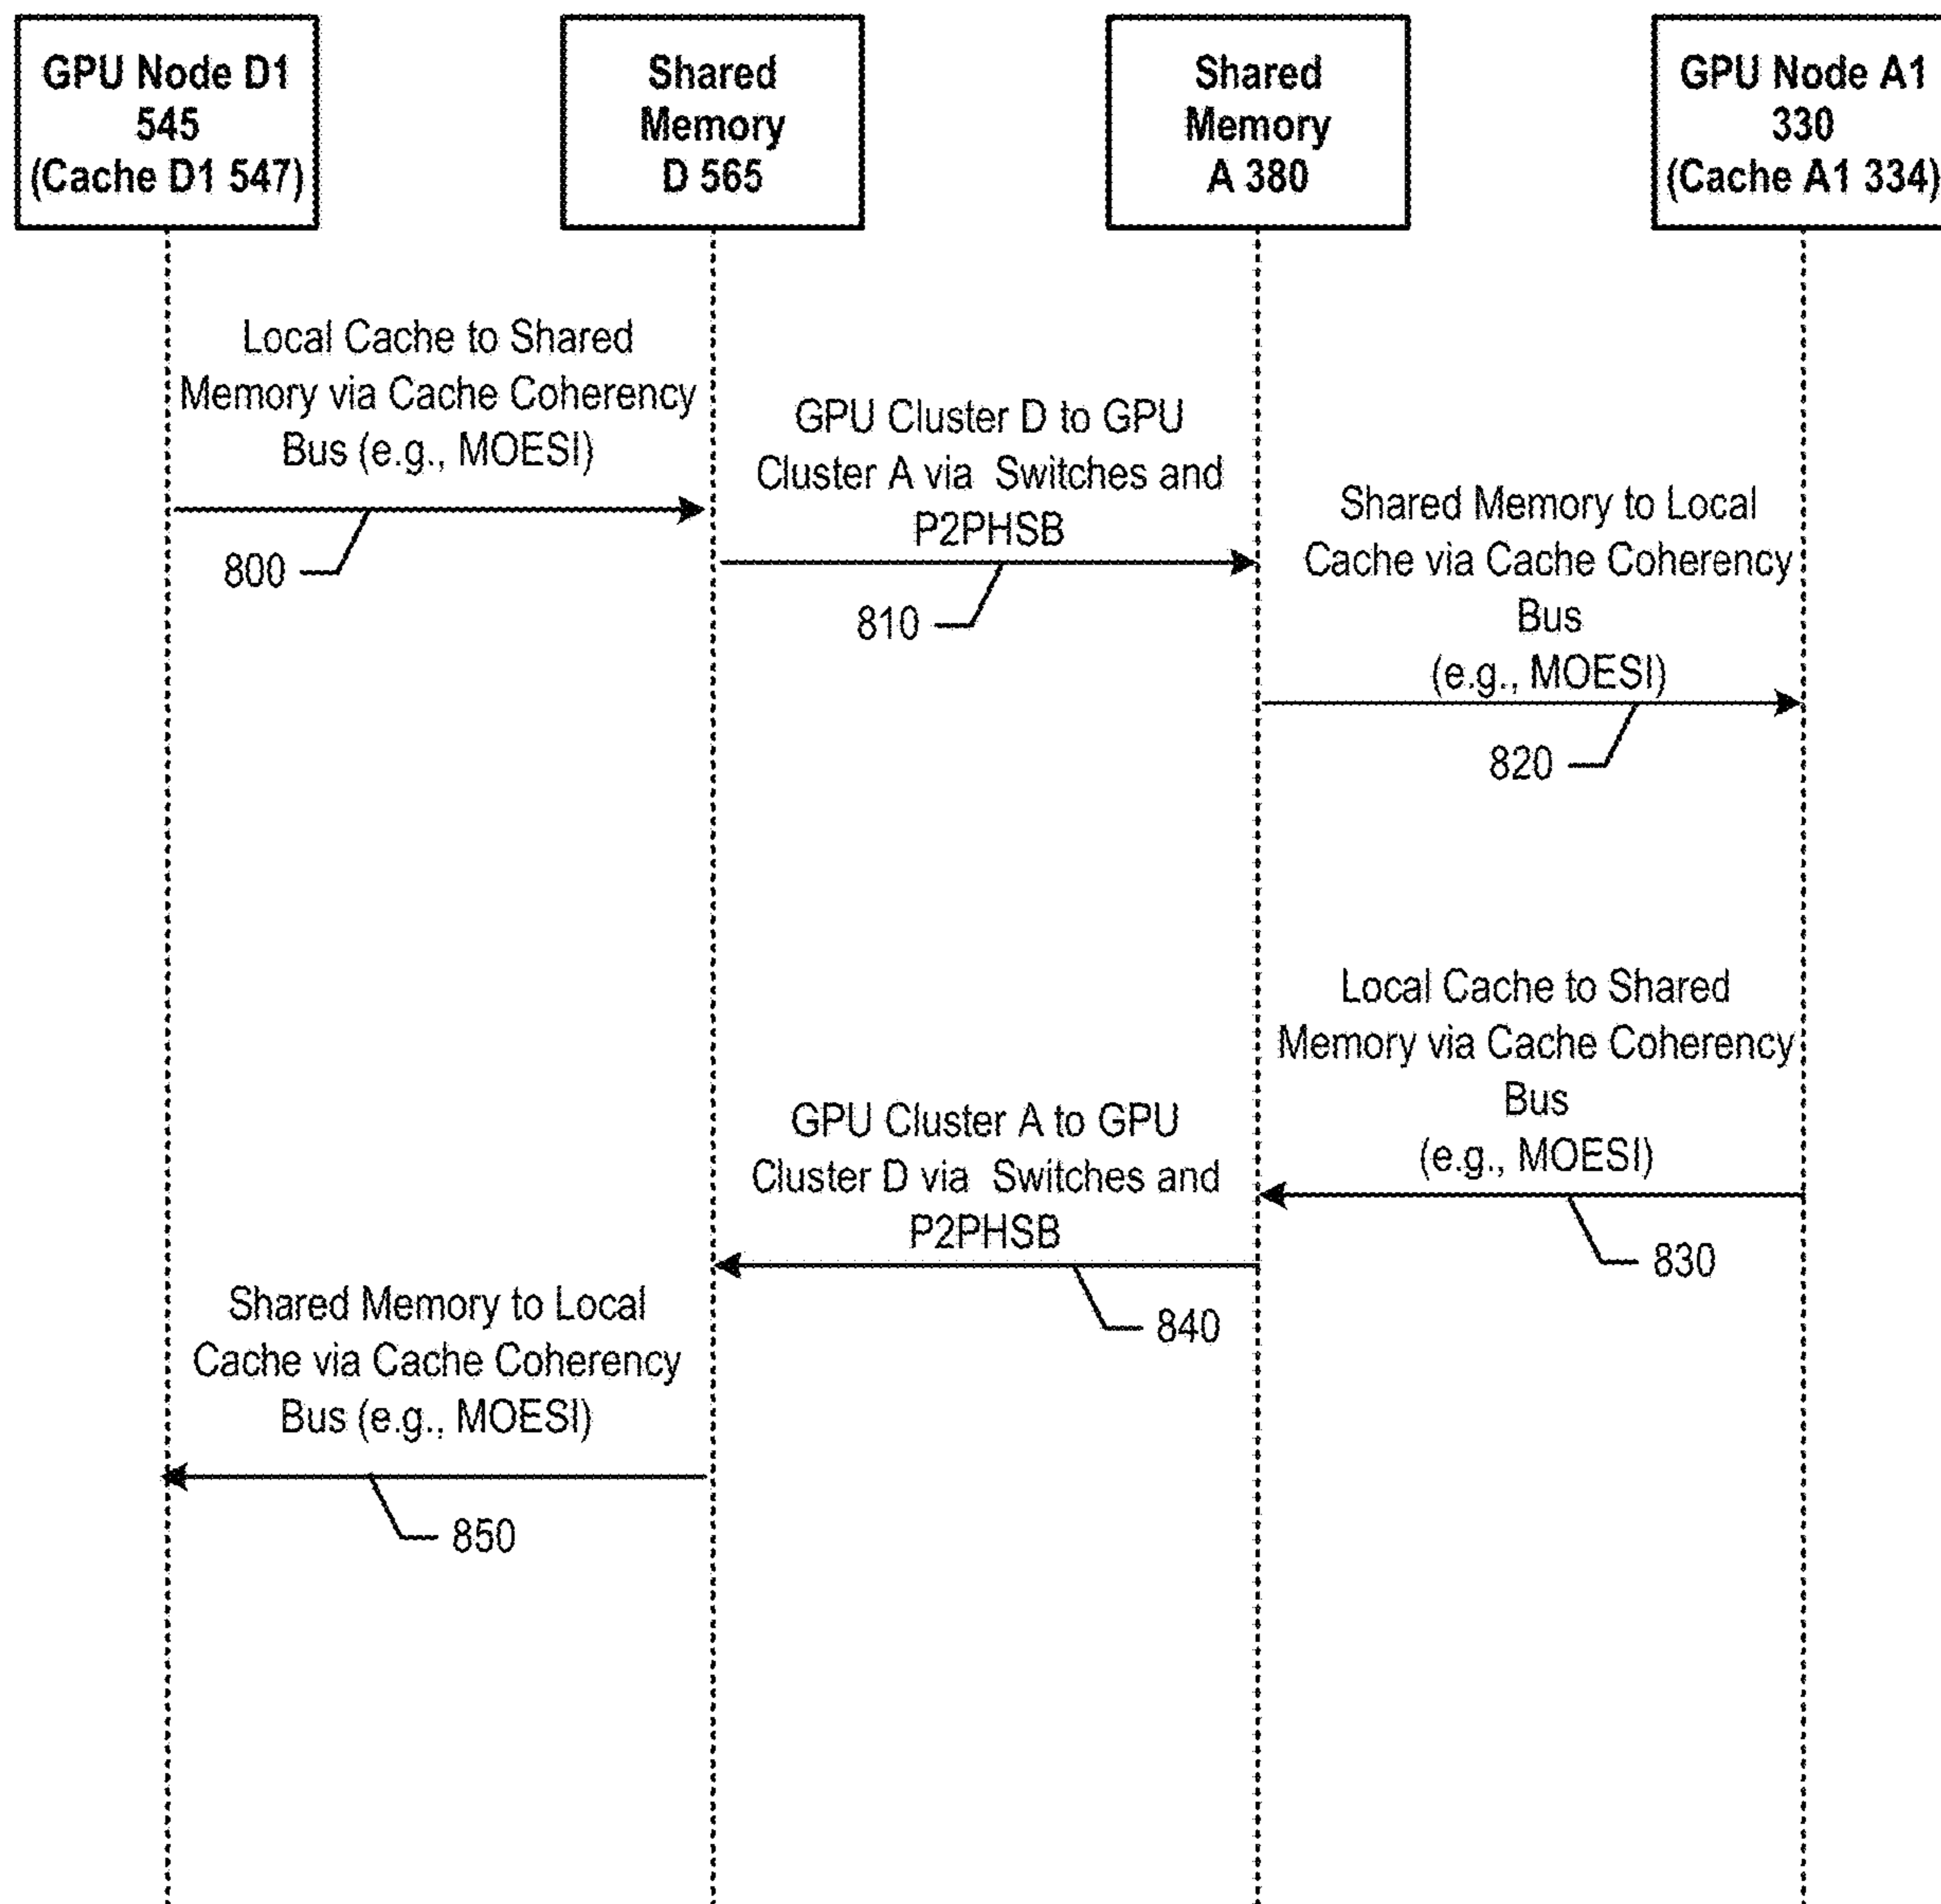 GPU Node D1
545
(Cache D1 547)
Shared
Memory
D 565
Shared
Memory
A 380
GPU Node A1
330
(Cache A1 334)
Local Cache to Shared
Memory via Cache Coherency
Bus (e.g., MOESI)
800
GPU Cluster D to GPU
Cluster A via Switches and
P2PHSB
810
Shared Memory to Local
Cache via Cache Coherency
Bus
(e.g., MOESI)
820
Local Cache to Shared
Memory via Cache Coherency
Bus
(e.g., MOESI)
830
GPU Cluster A to GPU
Cluster D via Switches and
P2PHSB
840
Shared Memory to Local
Cache via Cache Coherency
Bus (e.g., MOESI)
850